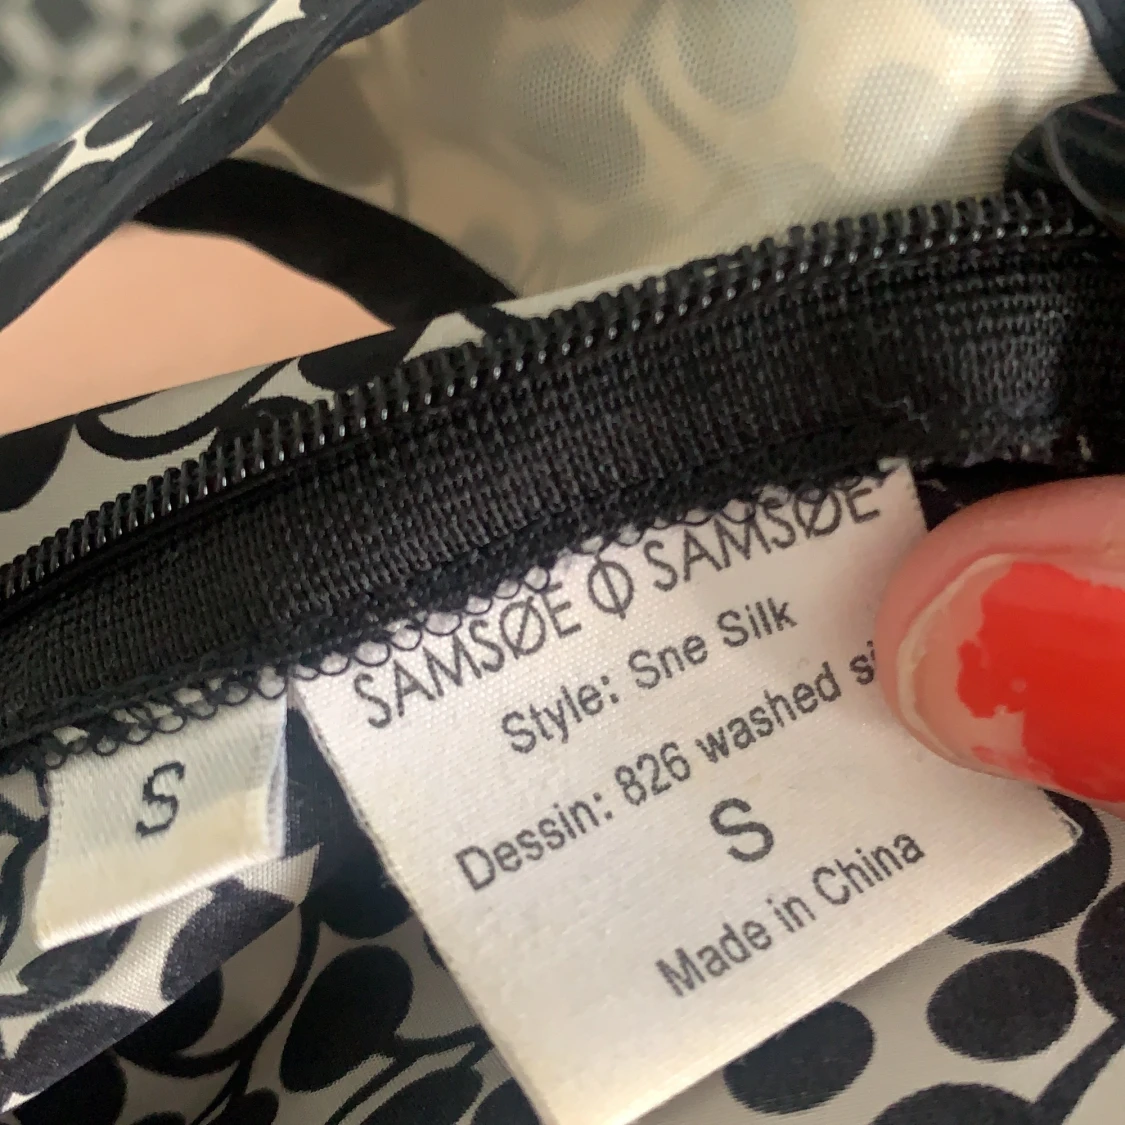 SAMSØE Φ SAMSØE
Style: Sne Silk
Dessin: 826 washed
S
Made in China
S